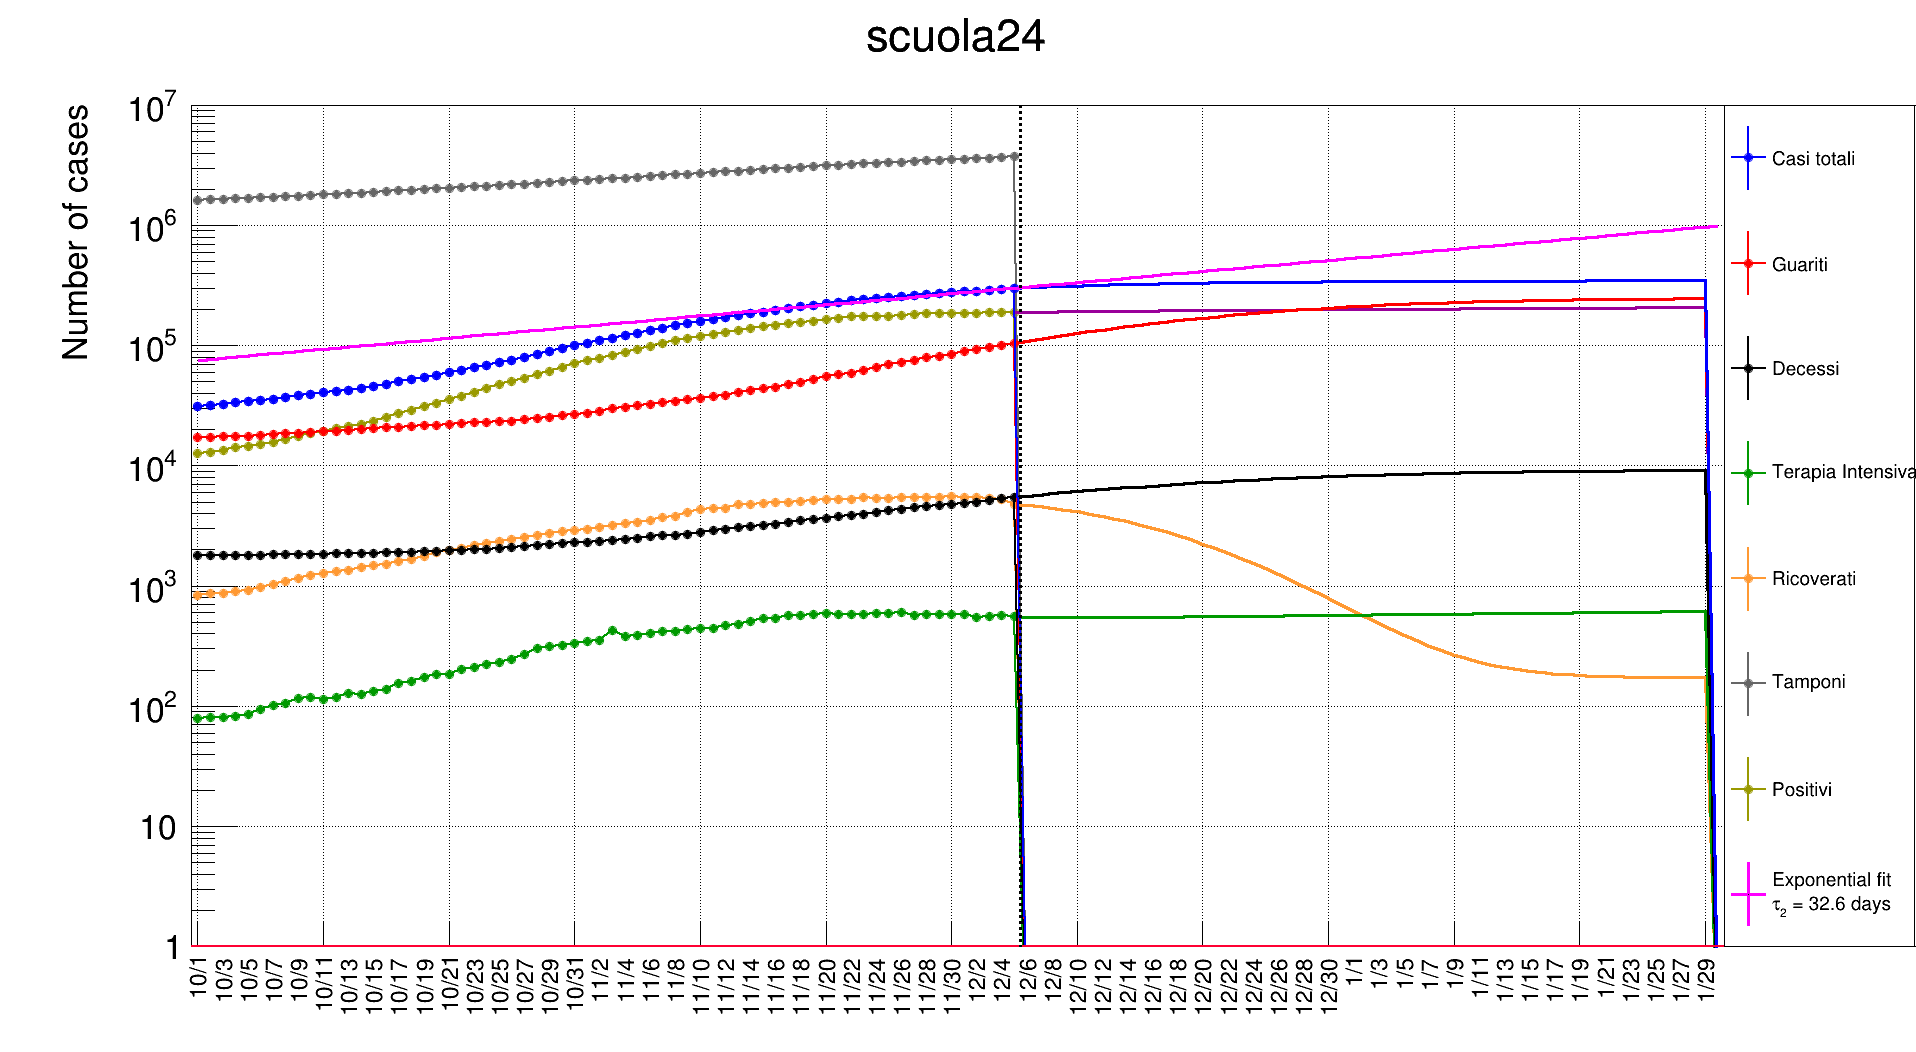 scuola24
Number of cases
10^7
10^6
10^5
10^4
10^3
10^2
10
1
10/1 10/3 10/5 10/7 10/9 10/11 10/13 10/15 10/17 10/19 10/21 10/23 10/25 10/27 10/29 10/31 11/2 11/4 11/6 11/8 11/10 11/12 11/14 11/16 11/18 11/20 11/22 11/24 11/26 11/28 11/30 12/2 12/4 12/6 12/8 12/10 12/12 12/14 12/16 12/18 12/20 12/22 12/24 12/26 12/28 12/30 1/1 1/3 1/5 1/7 1/9 1/11 1/13 1/15 1/17 1/19 1/21 1/23 1/25 1/27 1/29
Casi totali
Guariti
Decessi
Terapia Intensiva
Ricoverati
Tamponi
Positivi
Exponential fit
τ₂ = 32.6 days